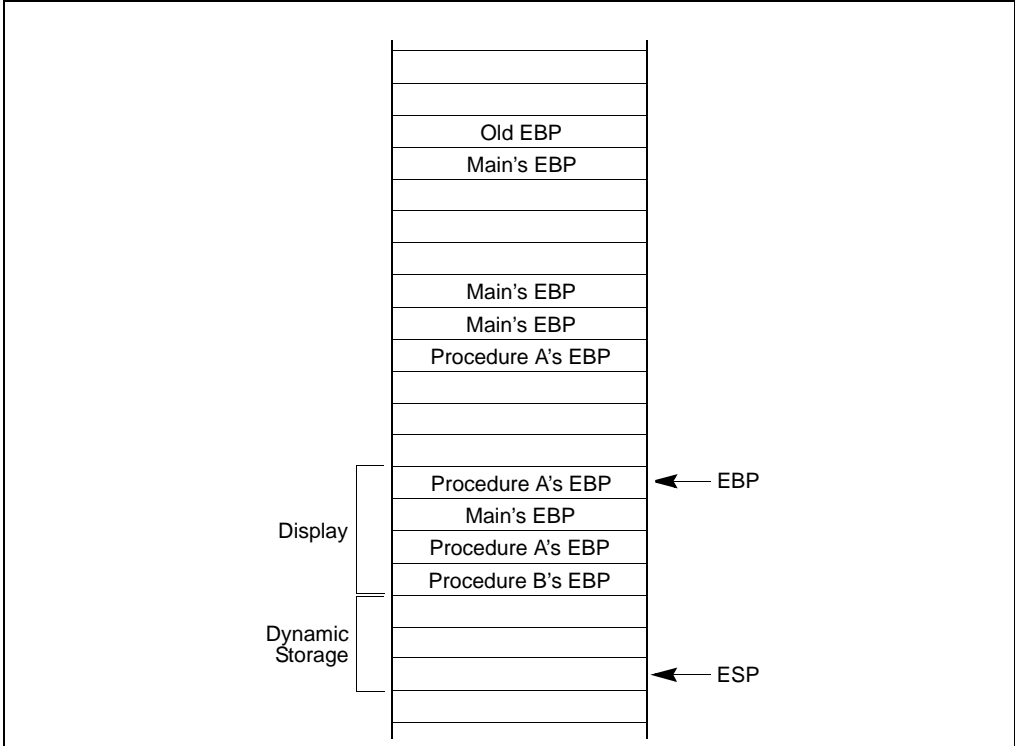 Old EBP
Main's EBP
Main's EBP
Main's EBP
Procedure A's EBP
Procedure A's EBP
EBP
Main's EBP
Display
Procedure A's EBP
Procedure B's EBP
Dynamic
Storage
ESP